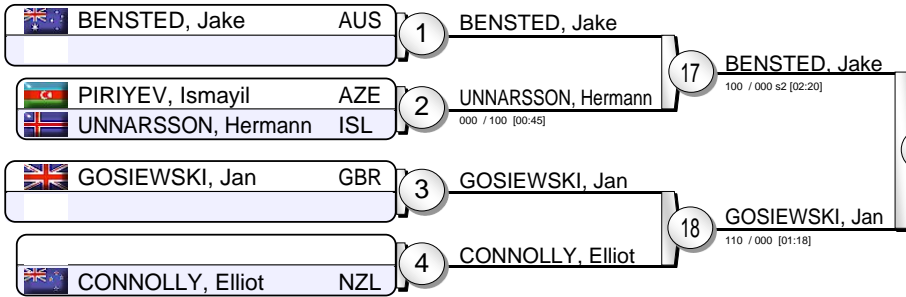 BENSTED, Jake AUS
1
BENSTED, Jake
PIRIYEV, Ismayil AZE
UNNARSSON, Hermann ISL
2
UNNARSSON, Hermann
000 / 100 [00:45]
17
BENSTED, Jake
100 / 000 s2 [02:20]
GOSIEWSKI, Jan GBR
3
GOSIEWSKI, Jan
CONNOLLY, Elliot NZL
4
CONNOLLY, Elliot
18
GOSIEWSKI, Jan
110 / 000 [01:18]